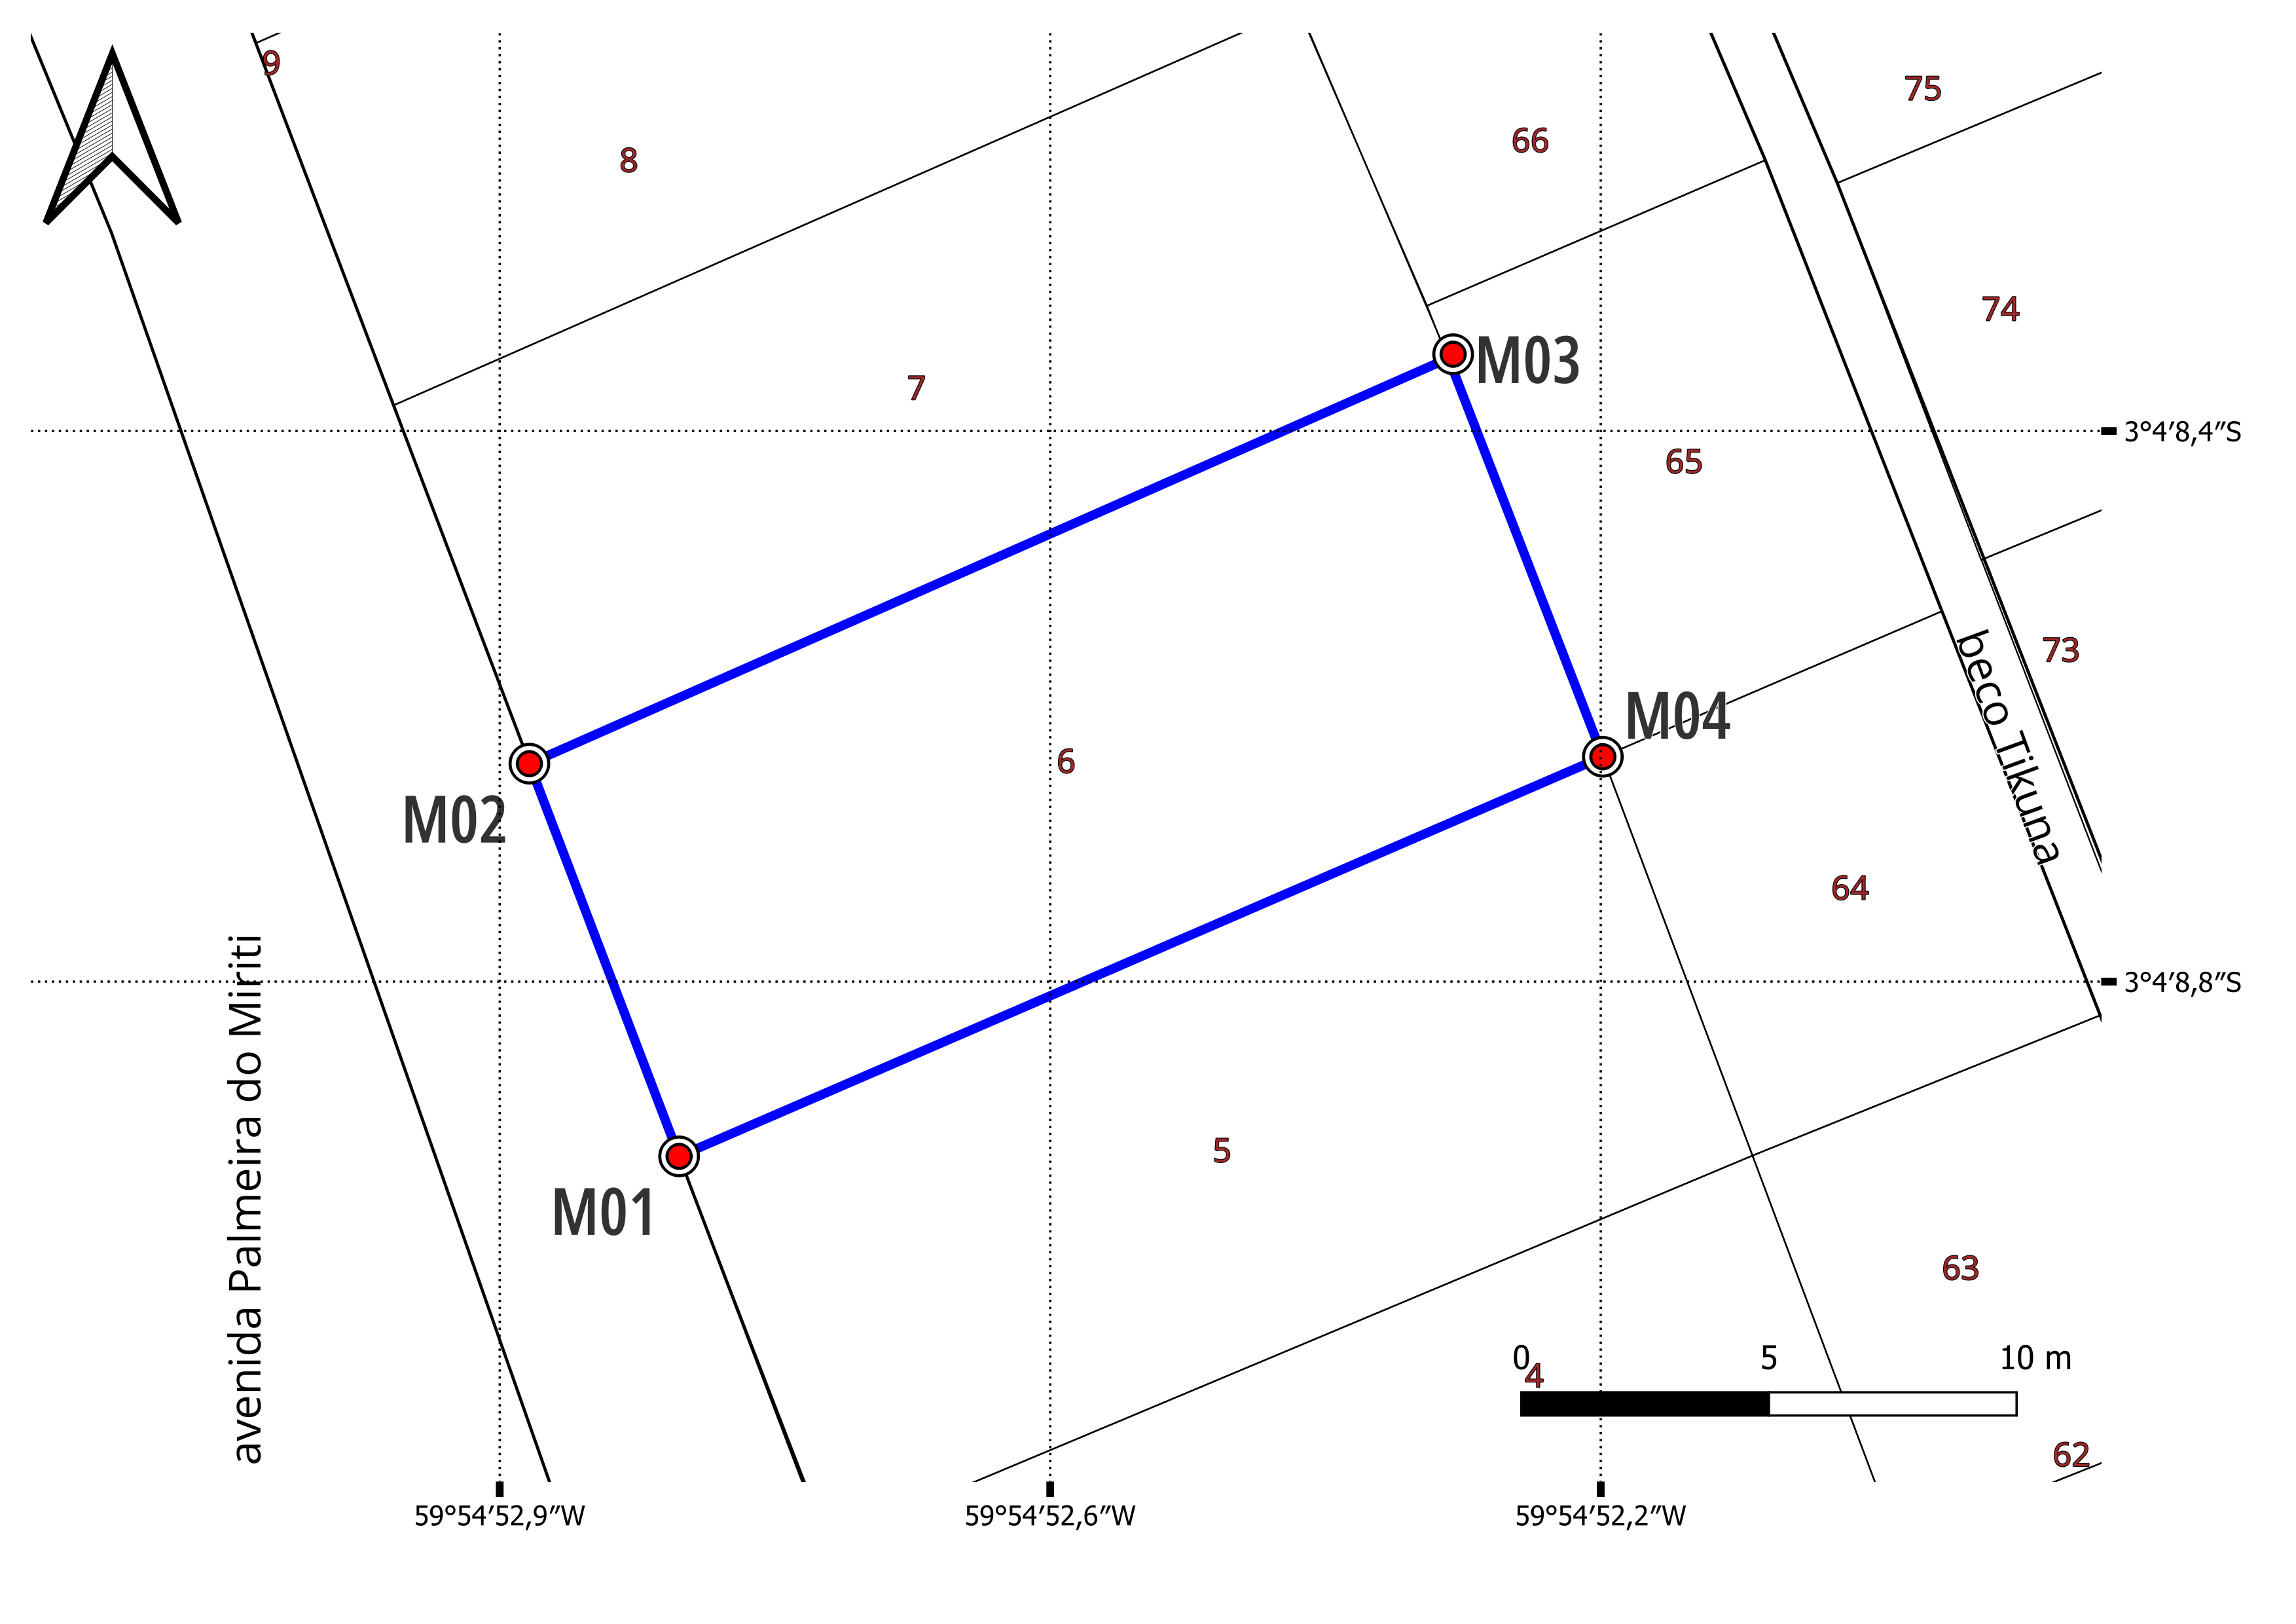 9
75
66
8
74
M03
7
3°4′8,4″S
65
beco Tikuna
73
M04
6
M02
64
avenida Palmeira do Miriti
3°4′8,8″S
5
M01
63
0 5 10 m
4
62
59°54′52,9″W 59°54′52,6″W 59°54′52,2″W